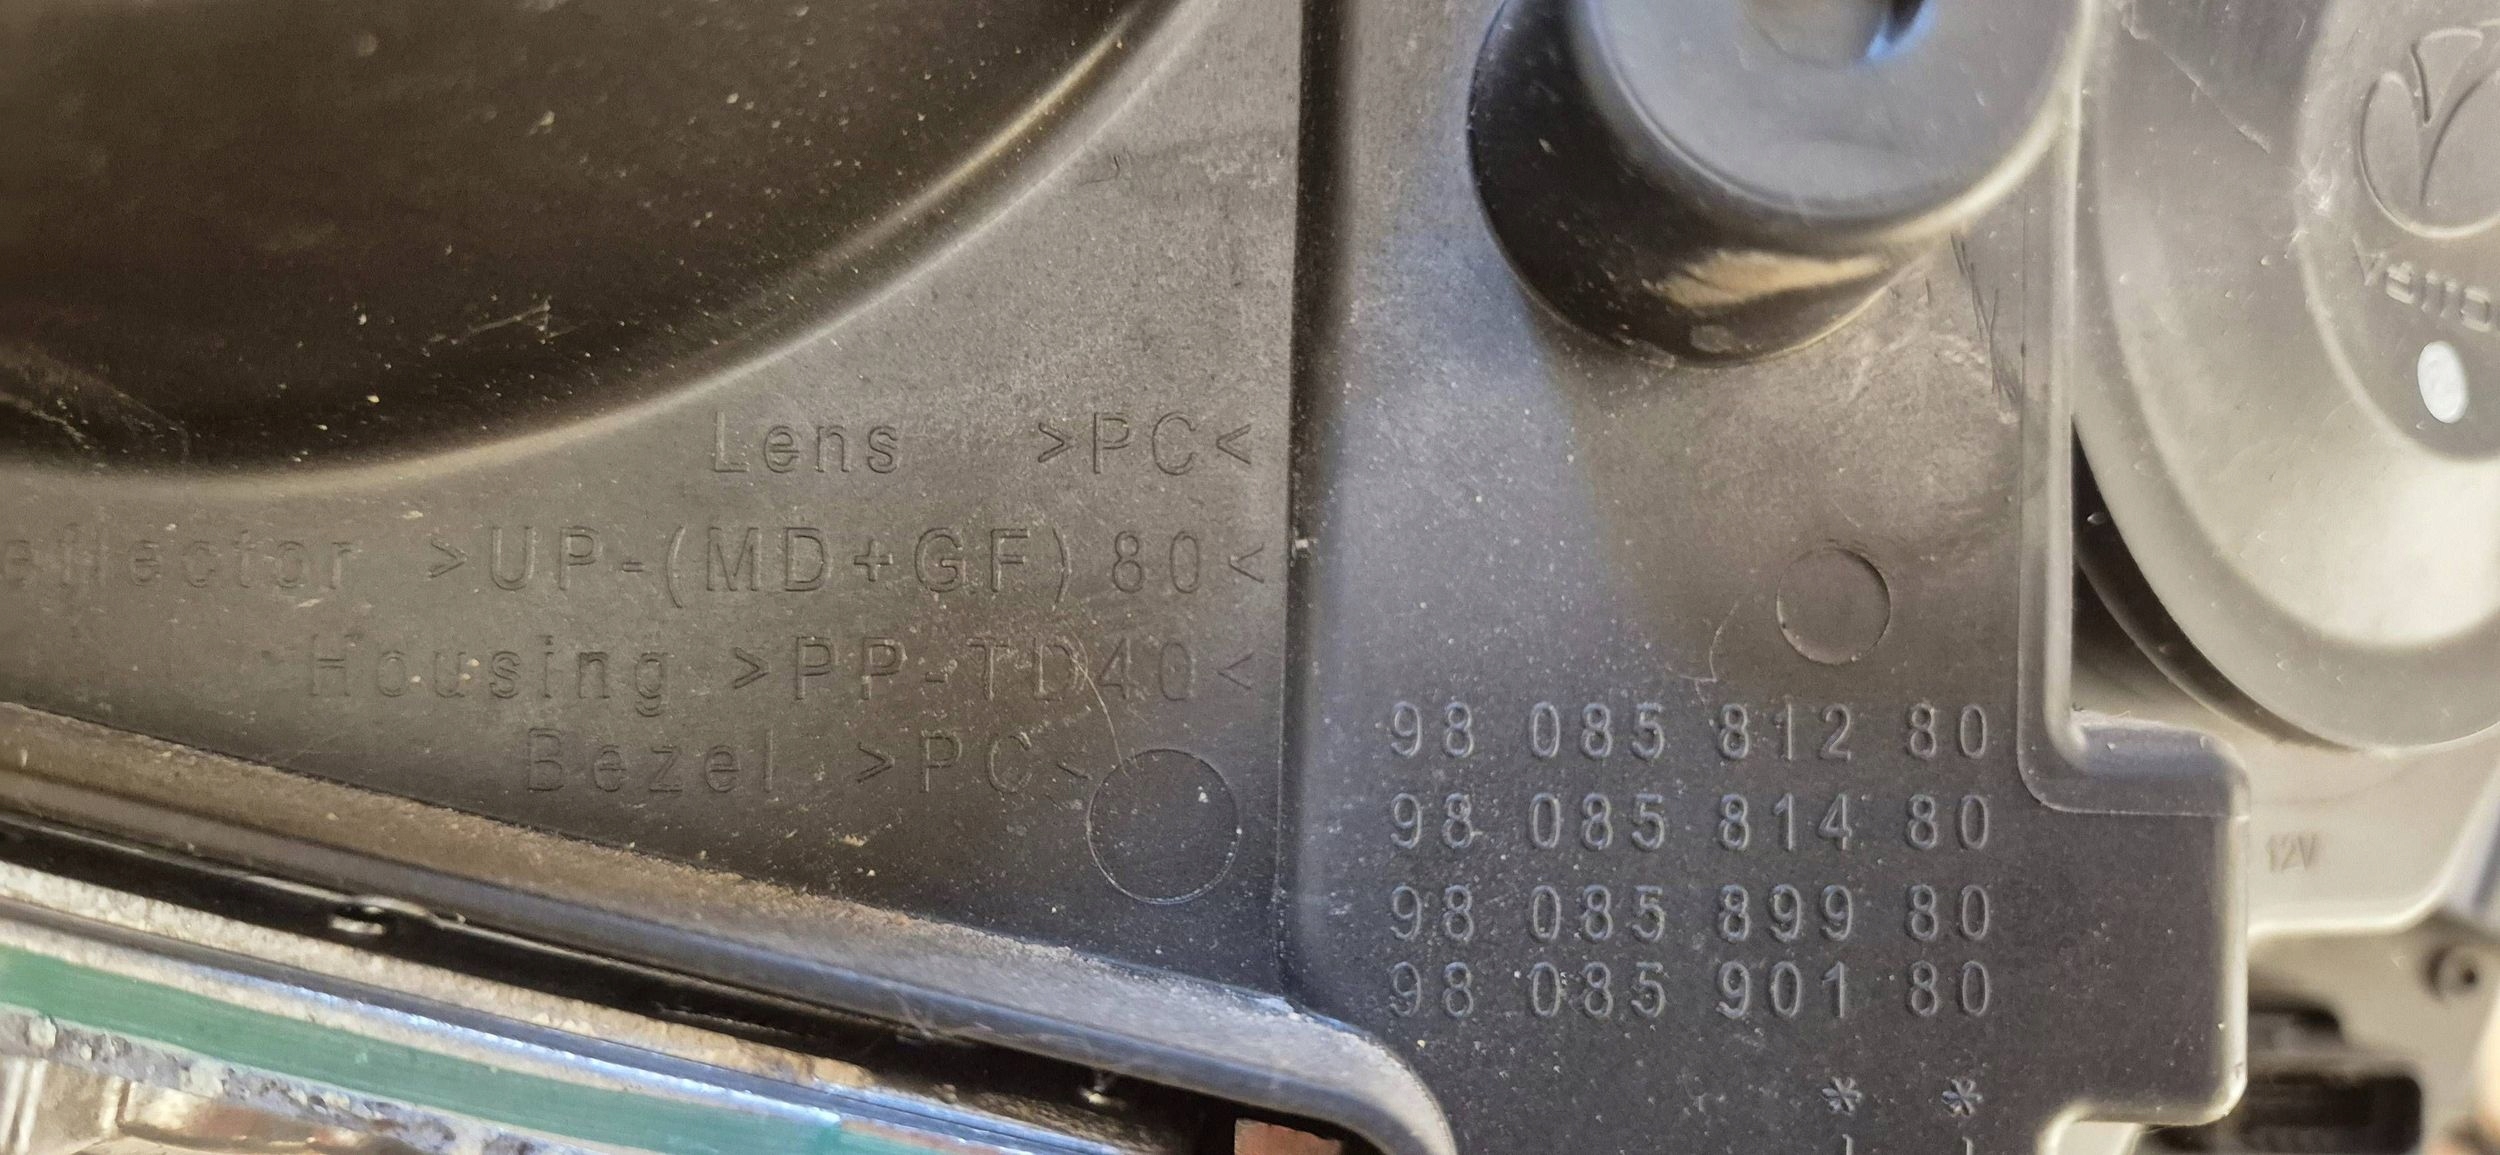 Lens >PC<
eflector >UP-(MD+GF)80<
Housing >PP-TD40<
Bezel >PC<
98 085 812 80
98 085 814 80
98 085 899 80
98 085 901 80
* *
12V